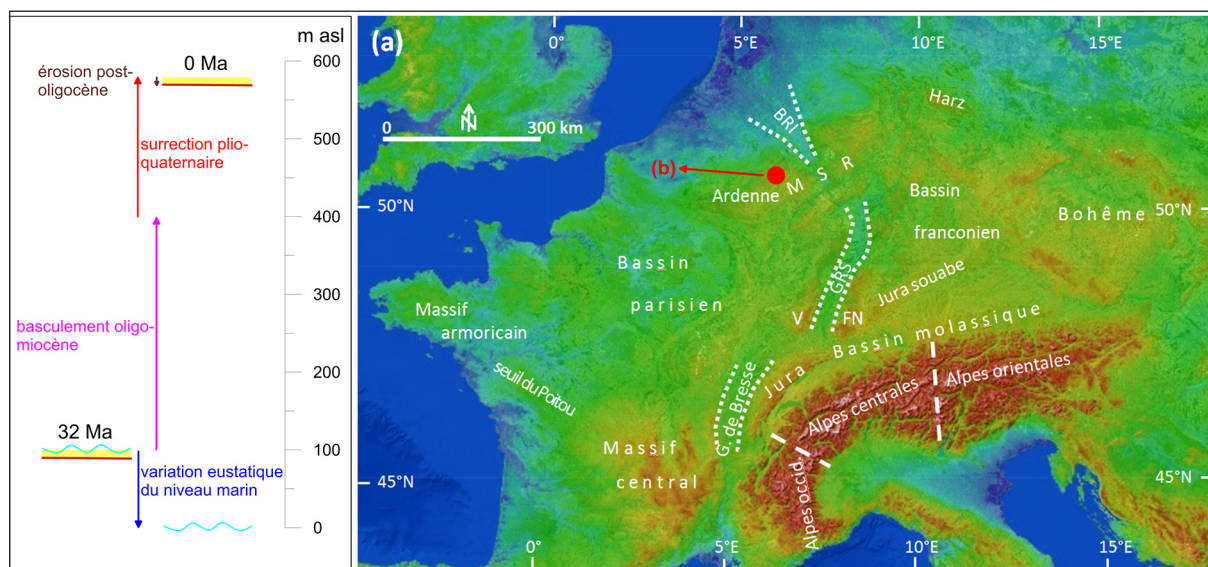 m asl
0 Ma
600
érosion post-
oligocène
500
surrection plio-
quaternaire
400
300
basculement oligo-
miocène
200
32 Ma
100
variation eustatique
du niveau marin
0
(a)
0°
5°E
10°E
15°E
N
0
300 km
Harz
BRI
(b)
M S R
Ardenne
Bassin
franconien
50°N
Bohême
50°N
Bassin
parisien
GRS
Jura souabe
Massif
armoricain
V
FN
Bassin molassique
seuil du Poitou
G. de Bresse
Jura
Alpes centrales
Alpes orientales
Massif
central
45°N
Alpes occid.
45°N
0°
5°E
10°E
15°E